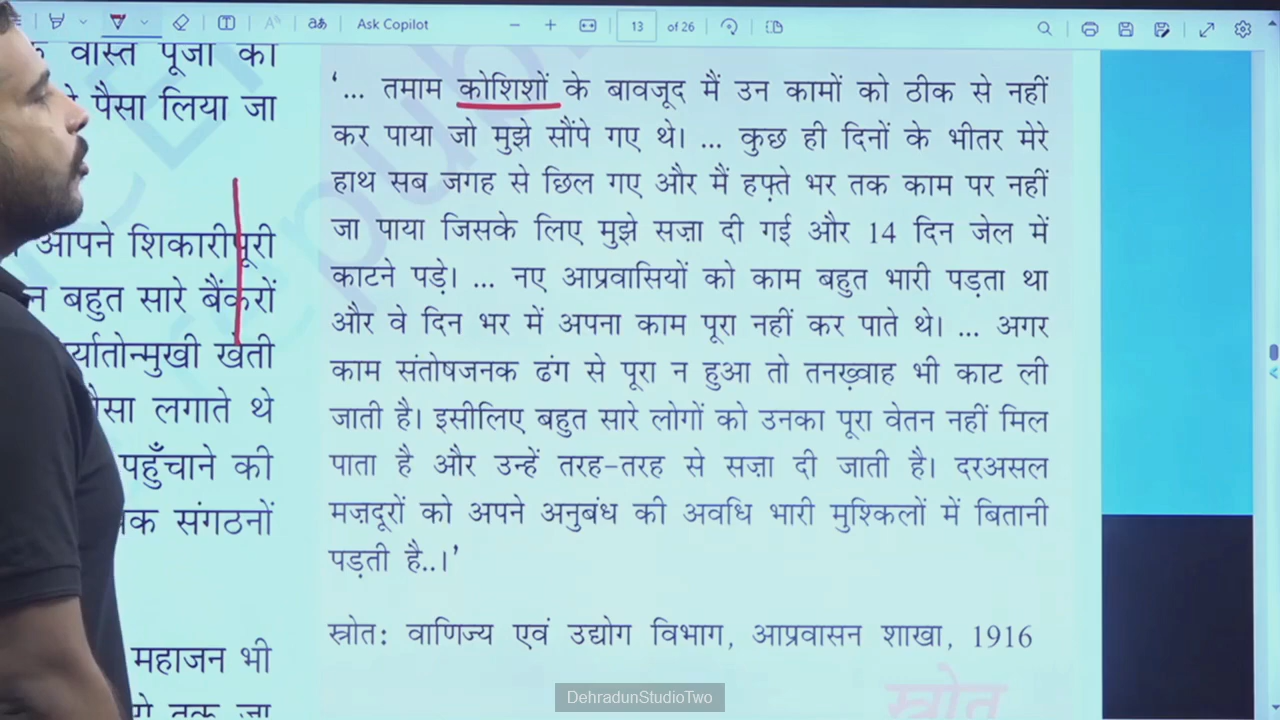 Ask Copilot
13
of 26
वास्ते पूजा का
पैसा लिया जा
आपने शिकारीपूरी
न बहुत सारे बैंकरों
र्यातोन्मुखी खेती
पैसा लगाते थे
पहुँचाने की
यक संगठनों
महाजन भी
तक जा
‘... तमाम कोशिशों के बावजूद मैं उन कामों को ठीक से नहीं
कर पाया जो मुझे सौंपे गए थे। ... कुछ ही दिनों के भीतर मेरे
हाथ सब जगह से छिल गए और मैं हफ़्ते भर तक काम पर नहीं
जा पाया जिसके लिए मुझे सज़ा दी गई और 14 दिन जेल में
काटने पड़े। ... नए आप्रवासियों को काम बहुत भारी पड़ता था
और वे दिन भर में अपना काम पूरा नहीं कर पाते थे। ... अगर
काम संतोषजनक ढंग से पूरा न हुआ तो तनख़्वाह भी काट ली
जाती है। इसीलिए बहुत सारे लोगों को उनका पूरा वेतन नहीं मिल
पाता है और उन्हें तरह-तरह से सज़ा दी जाती है। दरअसल
मज़दूरों को अपने अनुबंध की अवधि भारी मुश्किलों में बितानी
पड़ती है..।’
स्रोत: वाणिज्य एवं उद्योग विभाग, आप्रवासन शाखा, 1916
स्रोत
DehradunStudioTwo